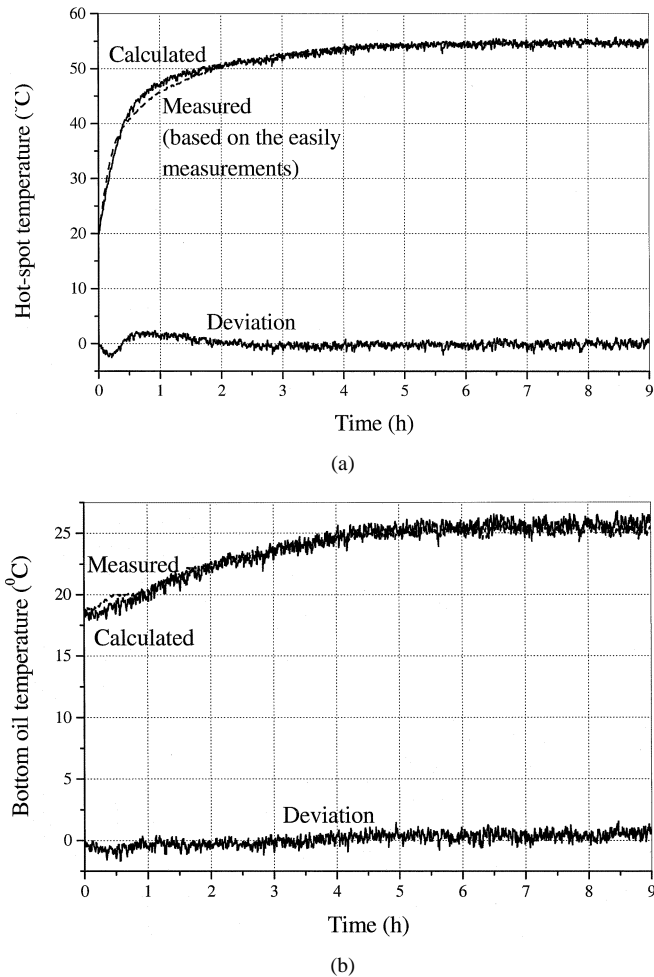 60
50
40
30
20
10
0
Hot-spot temperature (˚C)
Calculated
Measured
(based on the easily
measurements)
Deviation
0 1 2 3 4 5 6 7 8 9
Time (h)
(a)
25
20
15
10
5
0
Bottom oil temperature (⁰C)
Measured
Calculated
Deviation
0 1 2 3 4 5 6 7 8 9
Time (h)
(b)